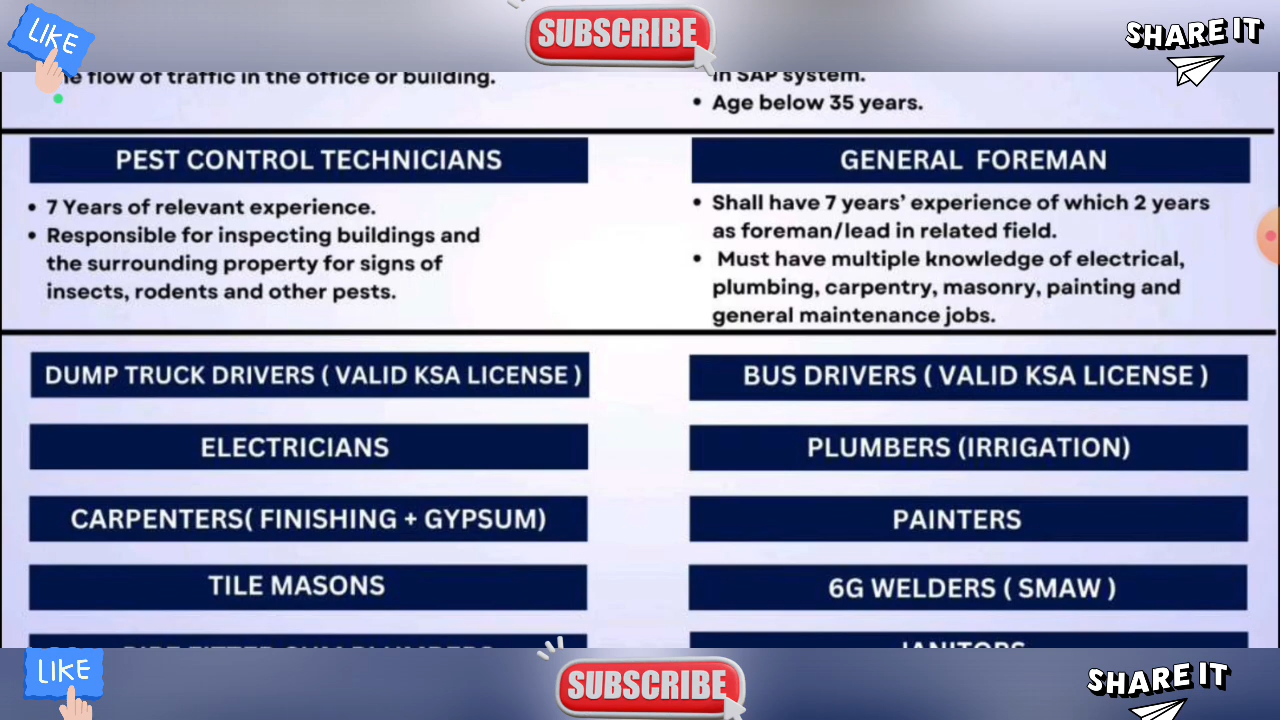 LIKE
SUBSCRIBE
SHARE IT
the flow of traffic in the office or building.
in SAP system.
• Age below 35 years.
PEST CONTROL TECHNICIANS
• 7 Years of relevant experience.
• Responsible for inspecting buildings and
the surrounding property for signs of
insects, rodents and other pests.
GENERAL FOREMAN
• Shall have 7 years’ experience of which 2 years
as foreman/lead in related field.
• Must have multiple knowledge of electrical,
plumbing, carpentry, masonry, painting and
general maintenance jobs.
DUMP TRUCK DRIVERS ( VALID KSA LICENSE )
BUS DRIVERS ( VALID KSA LICENSE )
ELECTRICIANS
PLUMBERS (IRRIGATION)
CARPENTERS( FINISHING + GYPSUM)
PAINTERS
TILE MASONS
6G WELDERS ( SMAW )
JANITORS
LIKE
SUBSCRIBE
SHARE IT